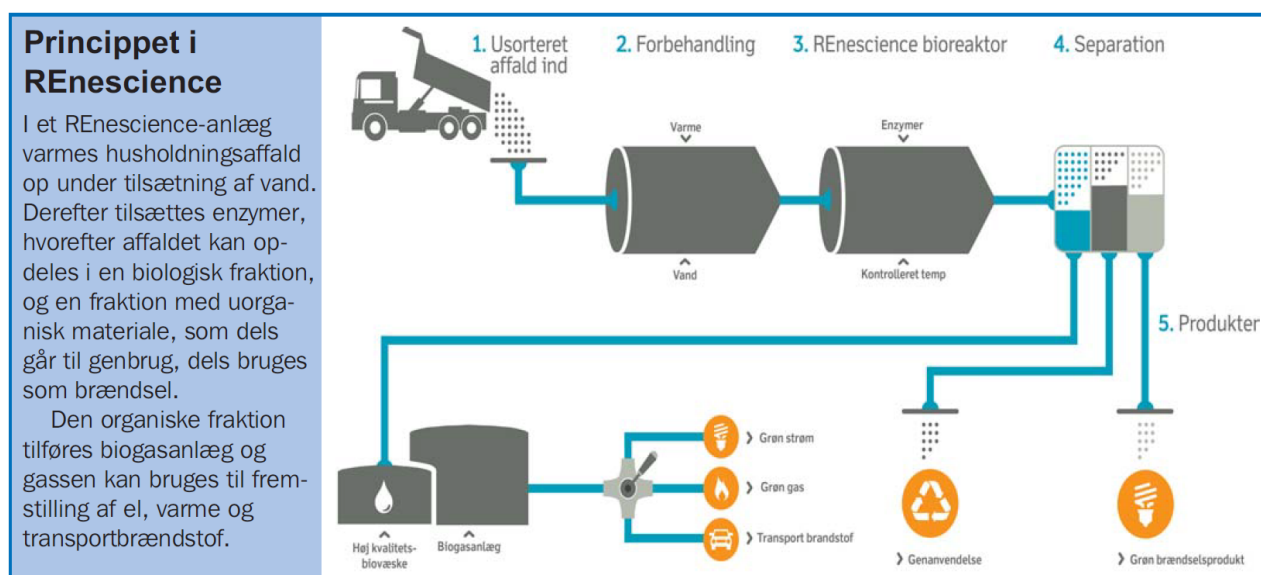 Princippet i
REnescience
I et REnescience-anlæg
varmes husholdningsaffald
op under tilsætning af vand.
Derefter tilsættes enzymer,
hvorefter affaldet kan op-
deles i en biologisk fraktion,
og en fraktion med uorga-
nisk materiale, som dels
går til genbrug, dels bruges
som brændsel.
Den organiske fraktion
tilføres biogasanlæg og
gassen kan bruges til frem-
stilling af el, varme og
transportbrændstof.
1. Usorteret
affald ind
2. Forbehandling
3. REnescience bioreaktor
4. Separation
Varme
Enzymer
Vand
Kontrolleret temp
5. Produkter
Grøn strøm
Grøn gas
Transport brandstof
Høj kvalitets-
biovæske
Biogasanlæg
Genanvendelse
Grøn brændselsprodukt